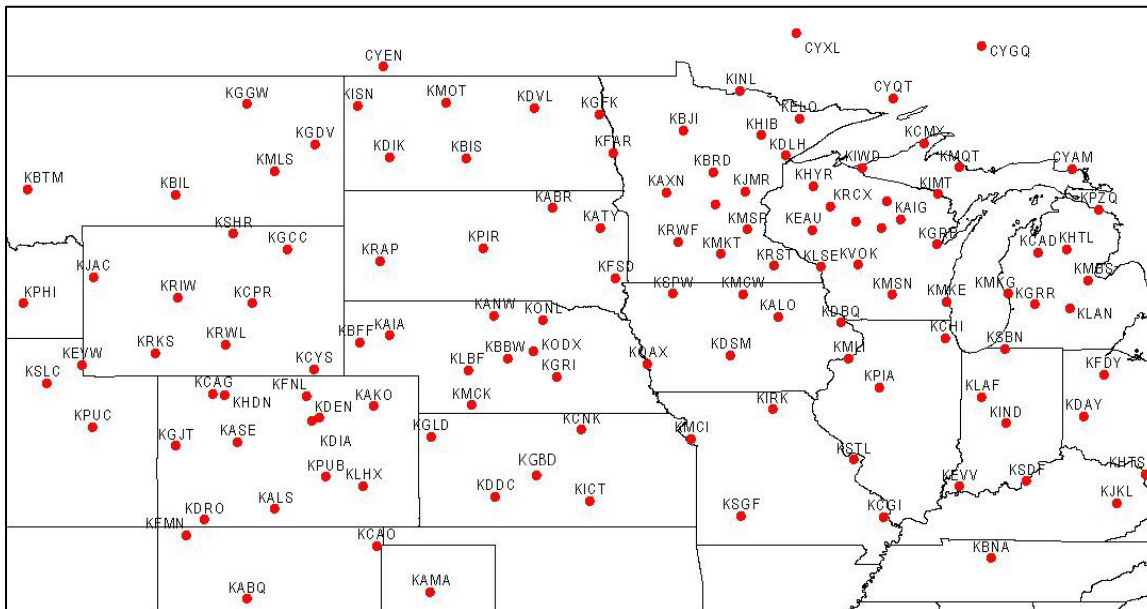 CYXL
CYGQ
CYEN
KINL
CYQT
KGGW
KISN
KMOT
KDVL
KGFK
KELO
KBJI
KHIB
KCMX
KGDV
KFAR
KDLH
KDIK
KBIS
KIWD
KMQT
CYAM
KMLS
KBRD
KBTM
KBIL
KAXN
KJMR
KHYR
KIMT
KABR
KRCX
KAIG
KPZQ
KSHR
KATY
KMSP
KEAU
KGCC
KRAP
KPIR
KRWF
KMKT
KGRB
KCAD
KHTL
KJAC
KFSD
KRST
KLSE
KVOK
KMBS
KPHI
KRIW
KCPR
KSPW
KMCW
KMSN
KMKE
KMKG
KGRR
KANW
KONL
KALO
KDBQ
KLAN
KRKS
KRWL
KBFF
KAIA
KCHI
KSBN
KEVW
KBBW
KODX
KDSM
KMLI
KSLC
KCYS
KLBF
KGRI
KOAX
KFDY
KCAG
KFNL
KHDN
KAKO
KMCK
KPIA
KLAF
KPUC
KDEN
KIRK
KIND
KDAY
KGJT
KASE
KDIA
KGLD
KCNK
KMCI
KSTL
KPUB
KLHX
KGBD
KDDC
KICT
KEVV
KSDF
KHTS
KALS
KDRO
KSGF
KCGI
KJKL
KFMN
KCAO
KBNA
KABQ
KAMA